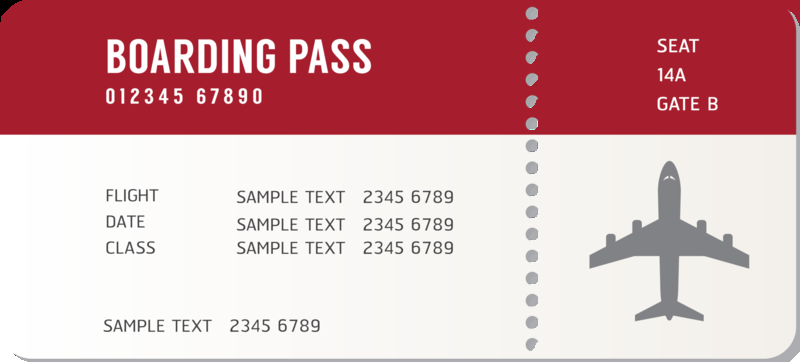 BOARDING PASS
012345 67890
SEAT
14A
GATE B
FLIGHT SAMPLE TEXT 2345 6789
DATE SAMPLE TEXT 2345 6789
CLASS SAMPLE TEXT 2345 6789
SAMPLE TEXT 2345 6789